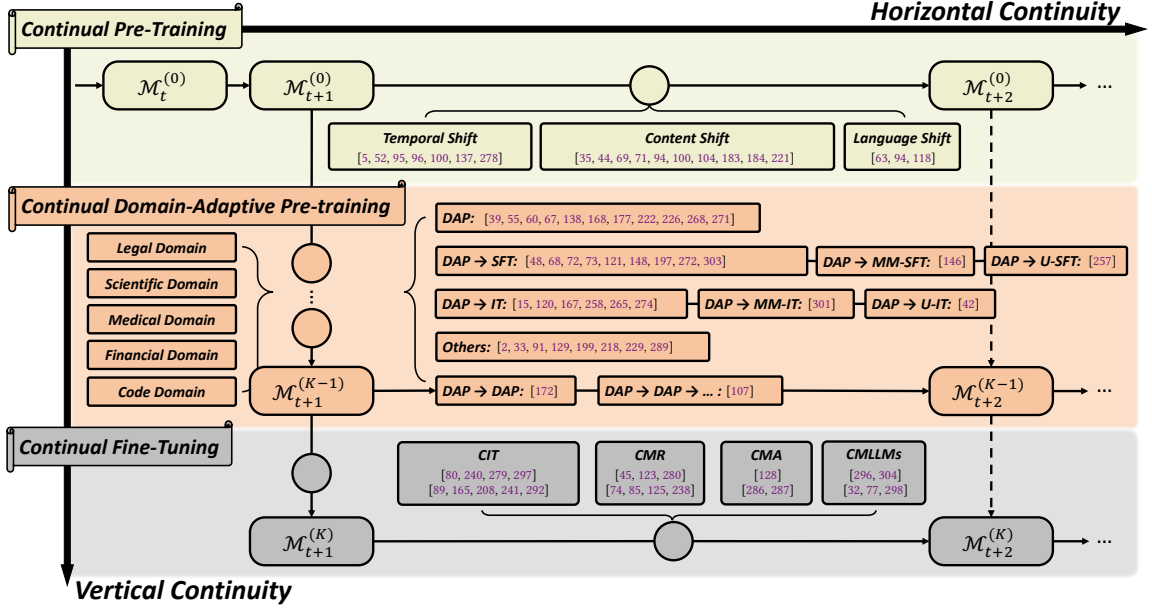 Horizontal Continuity
Continual Pre-Training
ℳ_t^(0)
ℳ_{t+1}^(0)
ℳ_{t+2}^(0)
...
Temporal Shift
[5, 52, 95, 96, 100, 137, 278]
Content Shift
[35, 44, 69, 71, 94, 100, 104, 183, 184, 221]
Language Shift
[63, 94, 118]
Continual Domain-Adaptive Pre-training
Legal Domain
Scientific Domain
Medical Domain
Financial Domain
Code Domain
...
DAP: [39, 55, 60, 67, 138, 168, 177, 222, 226, 268, 271]
DAP → SFT: [48, 68, 72, 73, 121, 148, 197, 272, 303]
DAP → MM-SFT: [146]
DAP → U-SFT: [257]
DAP → IT: [15, 120, 167, 258, 265, 274]
DAP → MM-IT: [301]
DAP → U-IT: [42]
Others: [2, 33, 91, 129, 199, 218, 229, 289]
ℳ_{t+1}^(K−1)
DAP → DAP: [172]
DAP → DAP → ... : [107]
ℳ_{t+2}^(K−1)
...
Continual Fine-Tuning
CIT
[80, 240, 279, 297]
[89, 165, 208, 241, 292]
CMR
[45, 123, 280]
[74, 85, 125, 238]
CMA
[128]
[286, 287]
CMLLMs
[296, 304]
[32, 77, 298]
ℳ_{t+1}^(K)
ℳ_{t+2}^(K)
...
Vertical Continuity